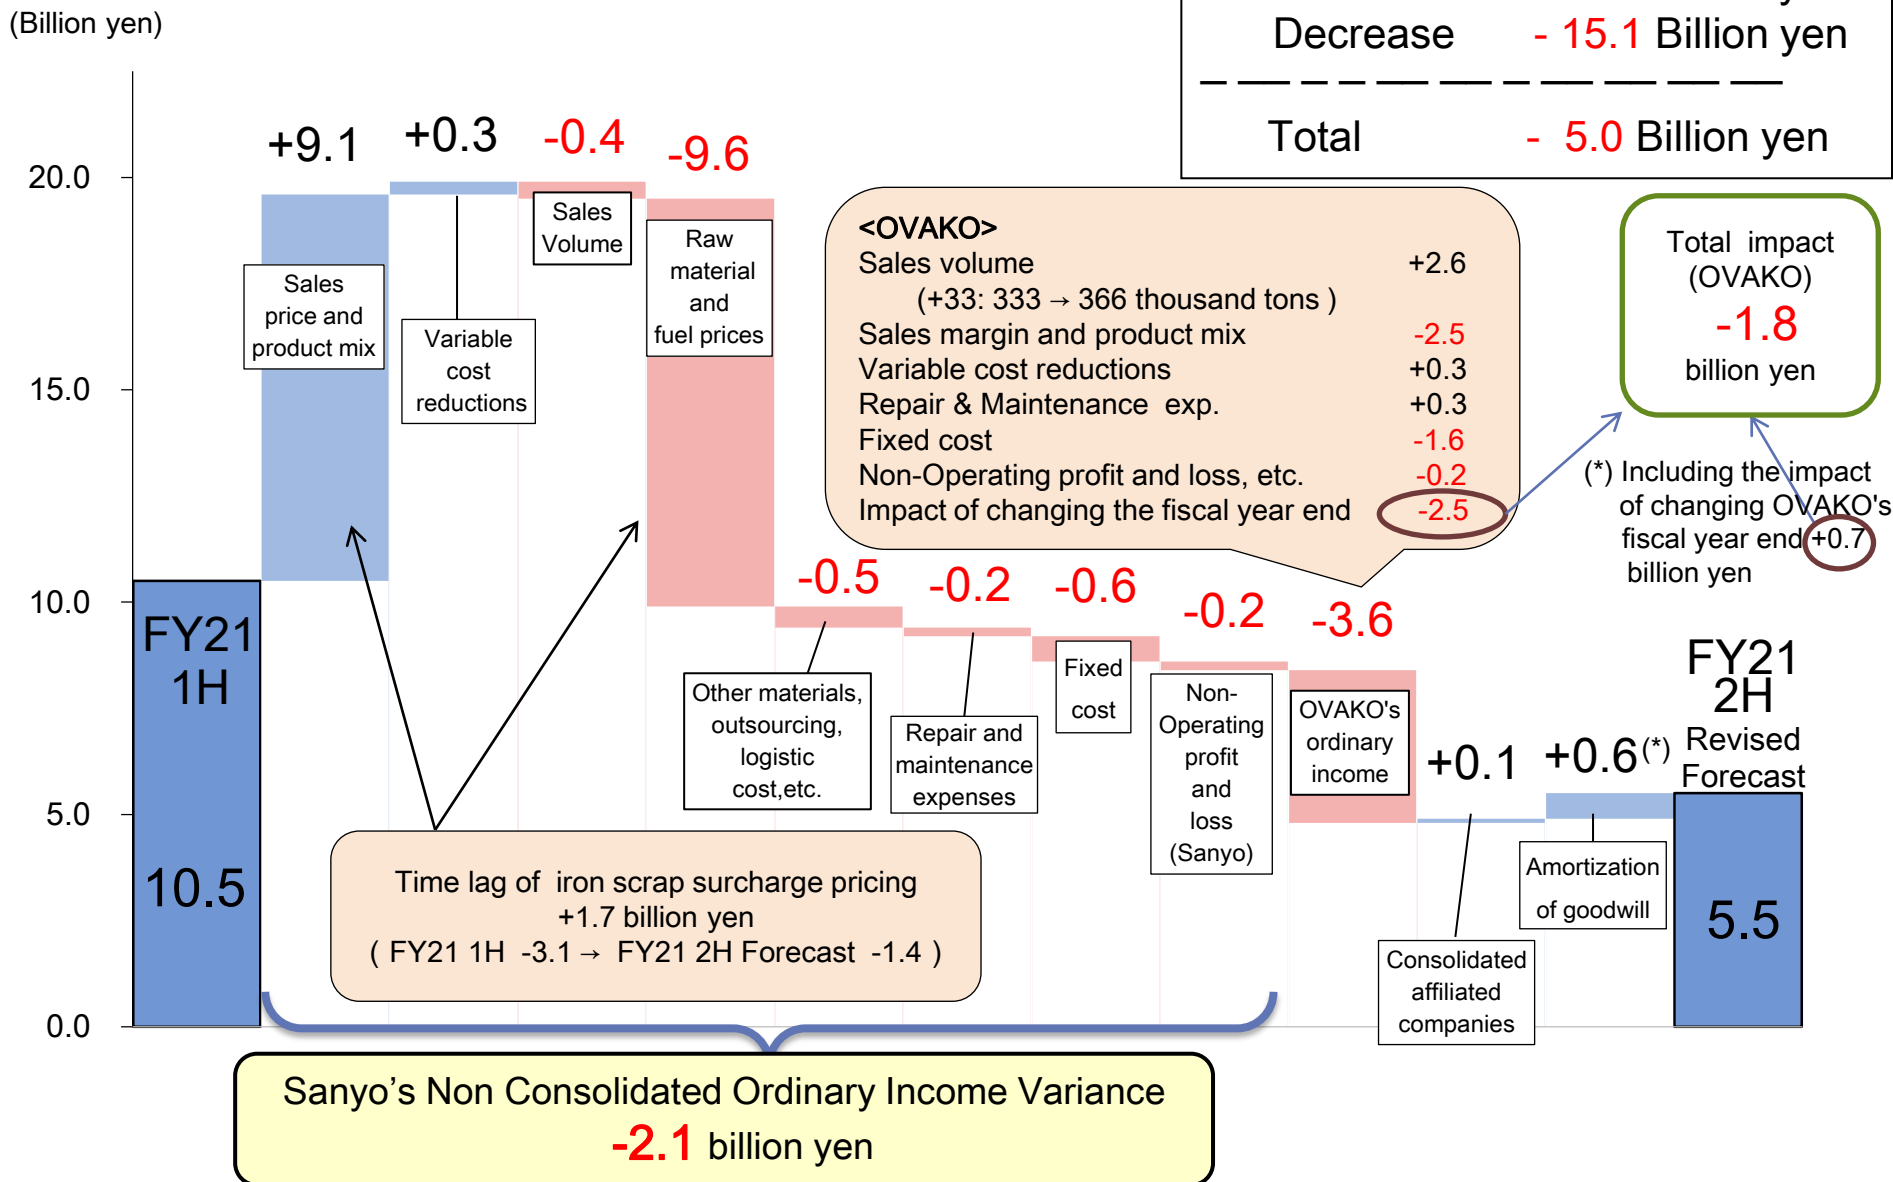 (Billion yen)
Decrease - 15.1 Billion yen
Total - 5.0 Billion yen
20.0
15.0
10.0
5.0
0.0
+9.1
+0.3
-0.4
-9.6
Sales
price and
product mix
Variable
cost
reductions
Sales
Volume
Raw
material
and
fuel prices
<OVAKO>
Sales volume +2.6
(+33: 333 → 366 thousand tons )
Sales margin and product mix -2.5
Variable cost reductions +0.3
Repair & Maintenance exp. +0.3
Fixed cost -1.6
Non-Operating profit and loss, etc. -0.2
Impact of changing the fiscal year end -2.5
Total impact
(OVAKO)
-1.8
billion yen
(*) Including the impact
of changing OVAKO's
fiscal year end +0.7
billion yen
-0.5
-0.2
-0.6
-0.2
-3.6
+0.1
+0.6(*)
FY21
1H
10.5
Other materials,
outsourcing,
logistic
cost,etc.
Repair and
maintenance
expenses
Fixed
cost
Non-
Operating
profit
and
loss
(Sanyo)
OVAKO's
ordinary
income
Consolidated
affiliated
companies
Amortization
of goodwill
FY21
2H
Revised
Forecast
5.5
Time lag of iron scrap surcharge pricing
+1.7 billion yen
( FY21 1H -3.1 → FY21 2H Forecast -1.4 )
Sanyo’s Non Consolidated Ordinary Income Variance
-2.1 billion yen